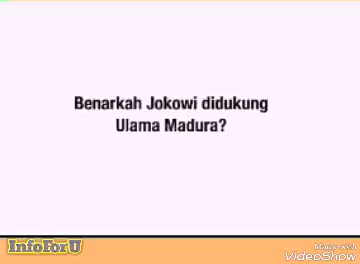 Benarkah Jokowi didukung
Ulama Madura?
InfoForU
Made with
VideoShow